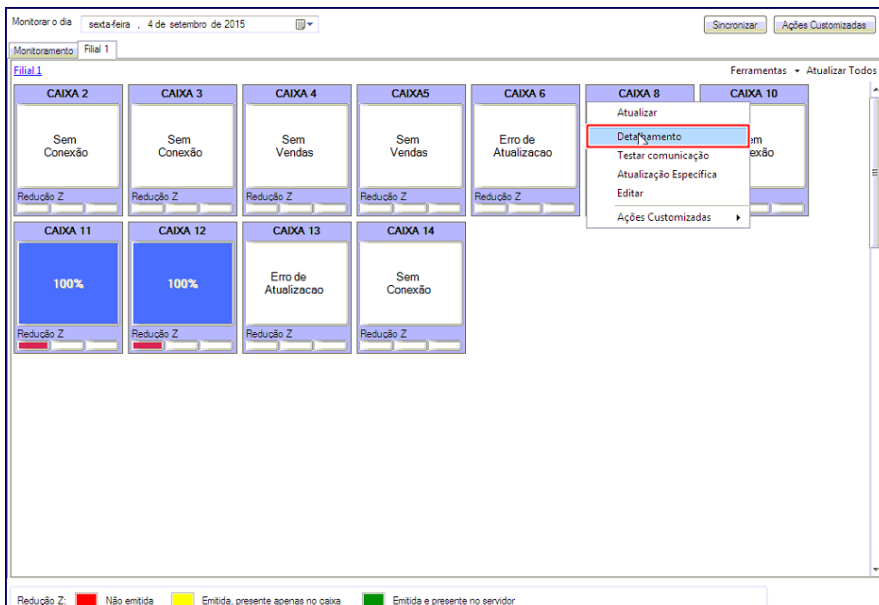 Monitorar o dia sexta-feira , 4 de setembro de 2015 Sincronizar Ações Customizadas
Monitoramento Filial 1
Filial 1 Ferramentas Atualizar Todos
CAIXA 2 CAIXA 3 CAIXA 4 CAIXA5 CAIXA 6 CAIXA 8 CAIXA 10
Sem Conexão
Sem Conexão
Sem Vendas
Sem Vendas
Erro de Atualizacao
Redução Z Redução Z Redução Z Redução Z Redução Z
Atualizar
Detalhamento
Testar comunicação
Atualização Específica
Editar
Ações Customizadas
CAIXA 11 CAIXA 12 CAIXA 13 CAIXA 14
100%
100%
Erro de Atualizacao
Sem Conexão
Redução Z Redução Z Redução Z Redução Z
Redução Z: Não emitida Emitida, presente apenas no caixa Emitida e presente no servidor